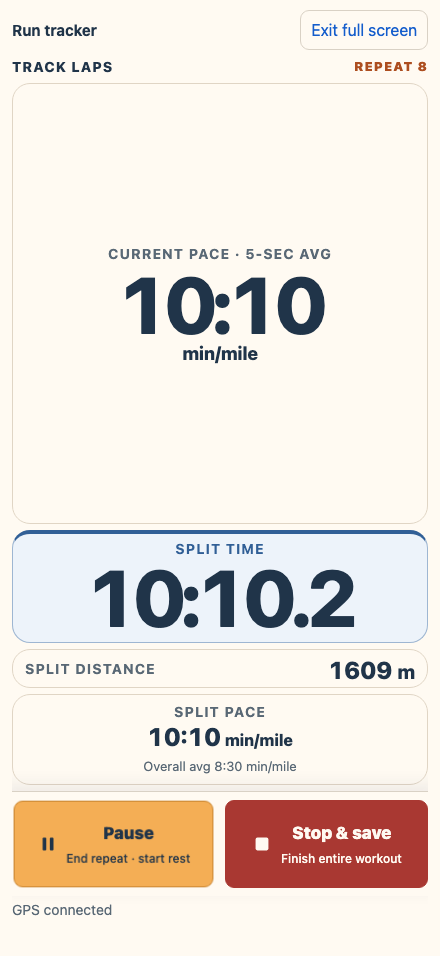 Run tracker
Exit full screen
TRACK LAPS
REPEAT 8
CURRENT PACE · 5-SEC AVG
10:10
min/mile
SPLIT TIME
10:10.2
SPLIT DISTANCE
1609 m
SPLIT PACE
10:10 min/mile
Overall avg 8:30 min/mile
Pause
End repeat · start rest
Stop & save
Finish entire workout
GPS connected